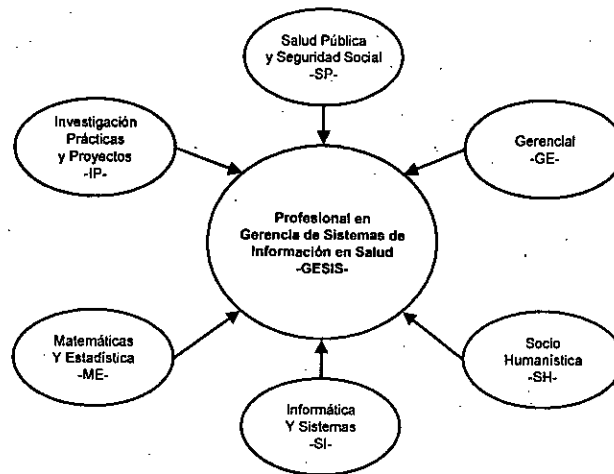 Salud Pública
y Seguridad Social
-SP-
Investigación
Prácticas
y Proyectos
-IP-
Gerencial
-GE-
Profesional en
Gerencia de Sistemas de
Información en Salud
-GESIS-
Matemáticas
Y Estadística
-ME-
Socio
Humanística
-SH-
Informática
Y Sistemas
-SI-